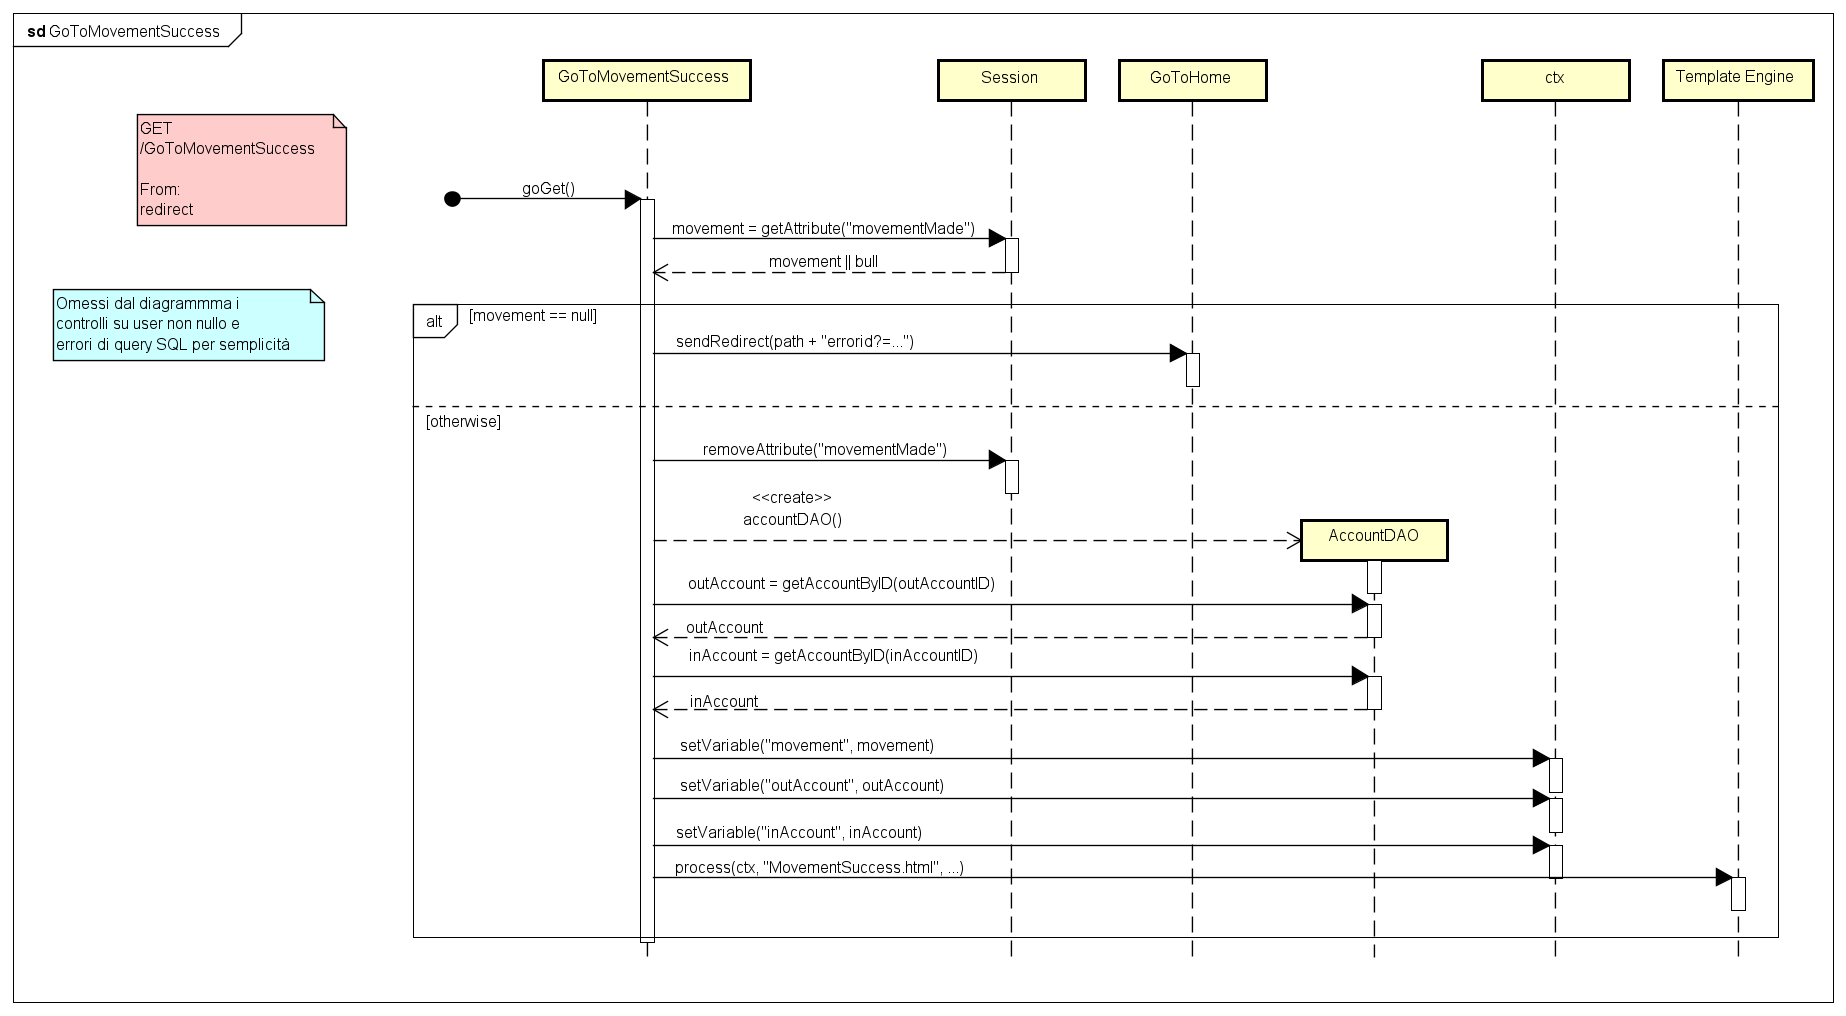 sd GoToMovementSuccess
GoToMovementSuccess
Session
GoToHome
ctx
Template Engine
GET
/GoToMovementSuccess
From:
redirect
goGet()
movement = getAttribute("movementMade")
movement || bull
Omessi dal diagrammma i
controlli su user non nullo e
errori di query SQL per semplicità
alt
[movement == null]
sendRedirect(path + "errorid?=...")
[otherwise]
removeAttribute("movementMade")
<<create>>
accountDAO()
AccountDAO
outAccount = getAccountByID(outAccountID)
outAccount
inAccount = getAccountByID(inAccountID)
inAccount
setVariable("movement", movement)
setVariable("outAccount", outAccount)
setVariable("inAccount", inAccount)
process(ctx, "MovementSuccess.html", ...)